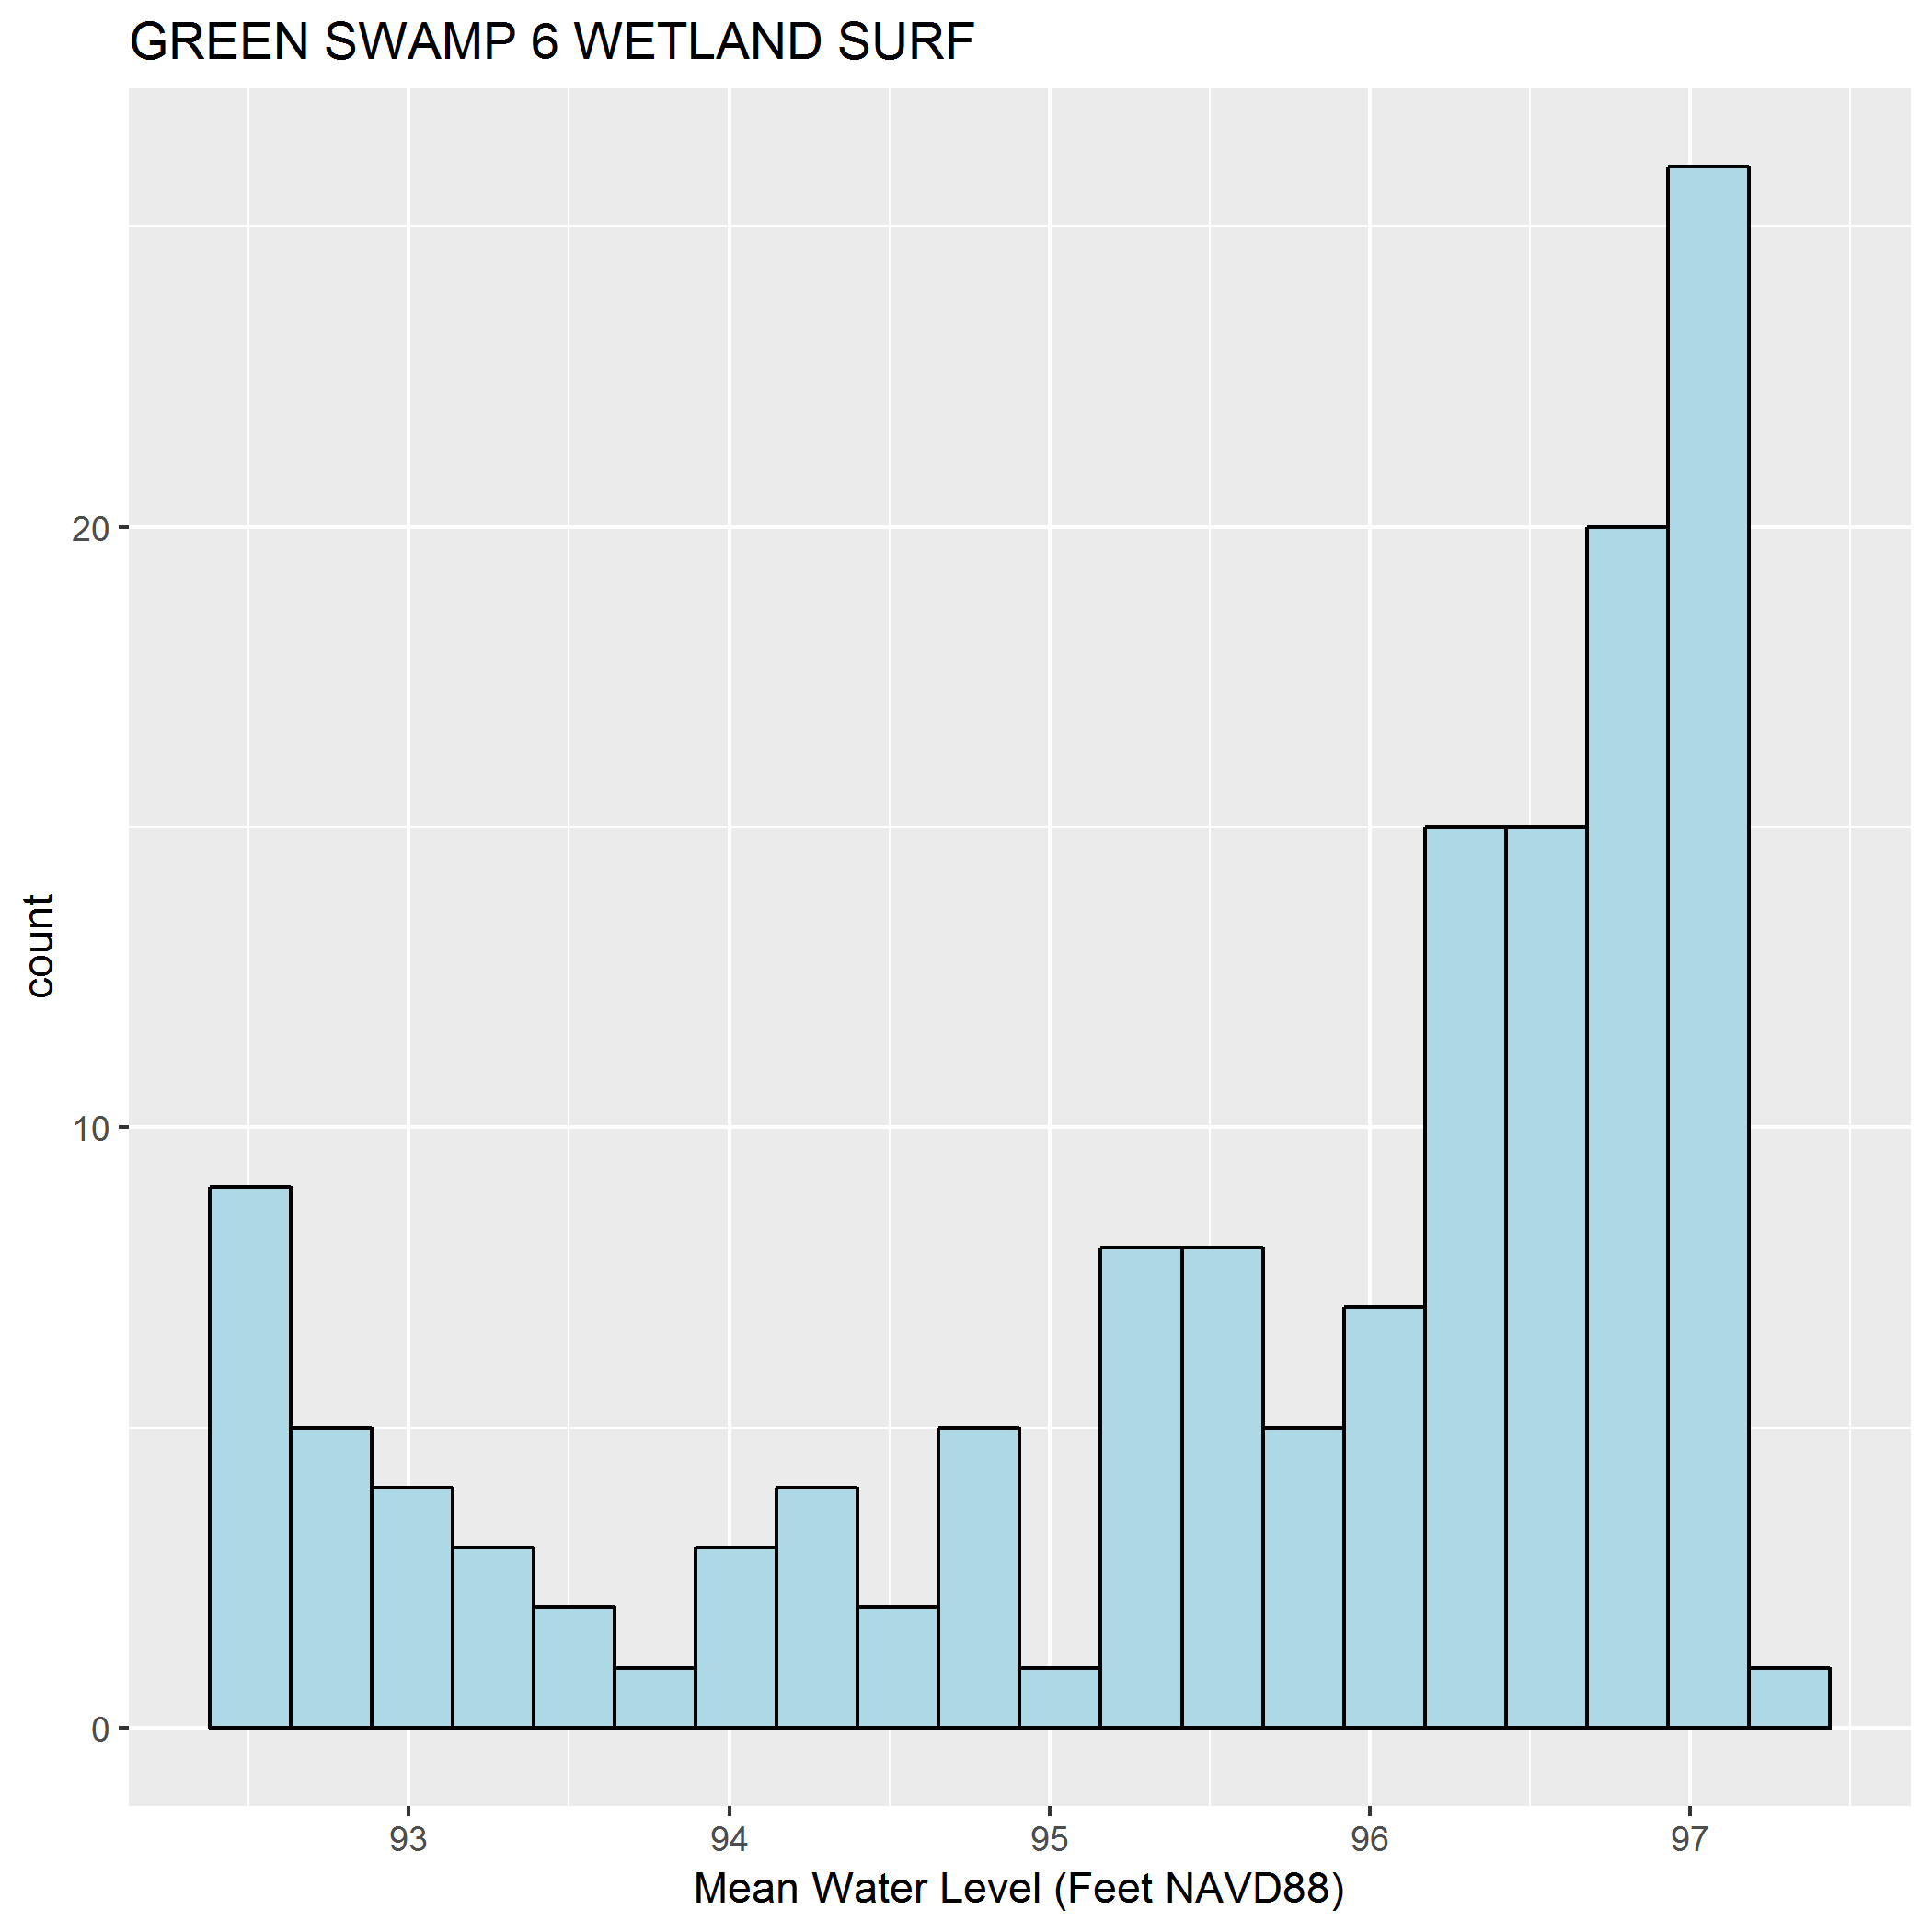 GREEN SWAMP 6 WETLAND SURF
count
20
10
0
93 94 95 96 97
Mean Water Level (Feet NAVD88)